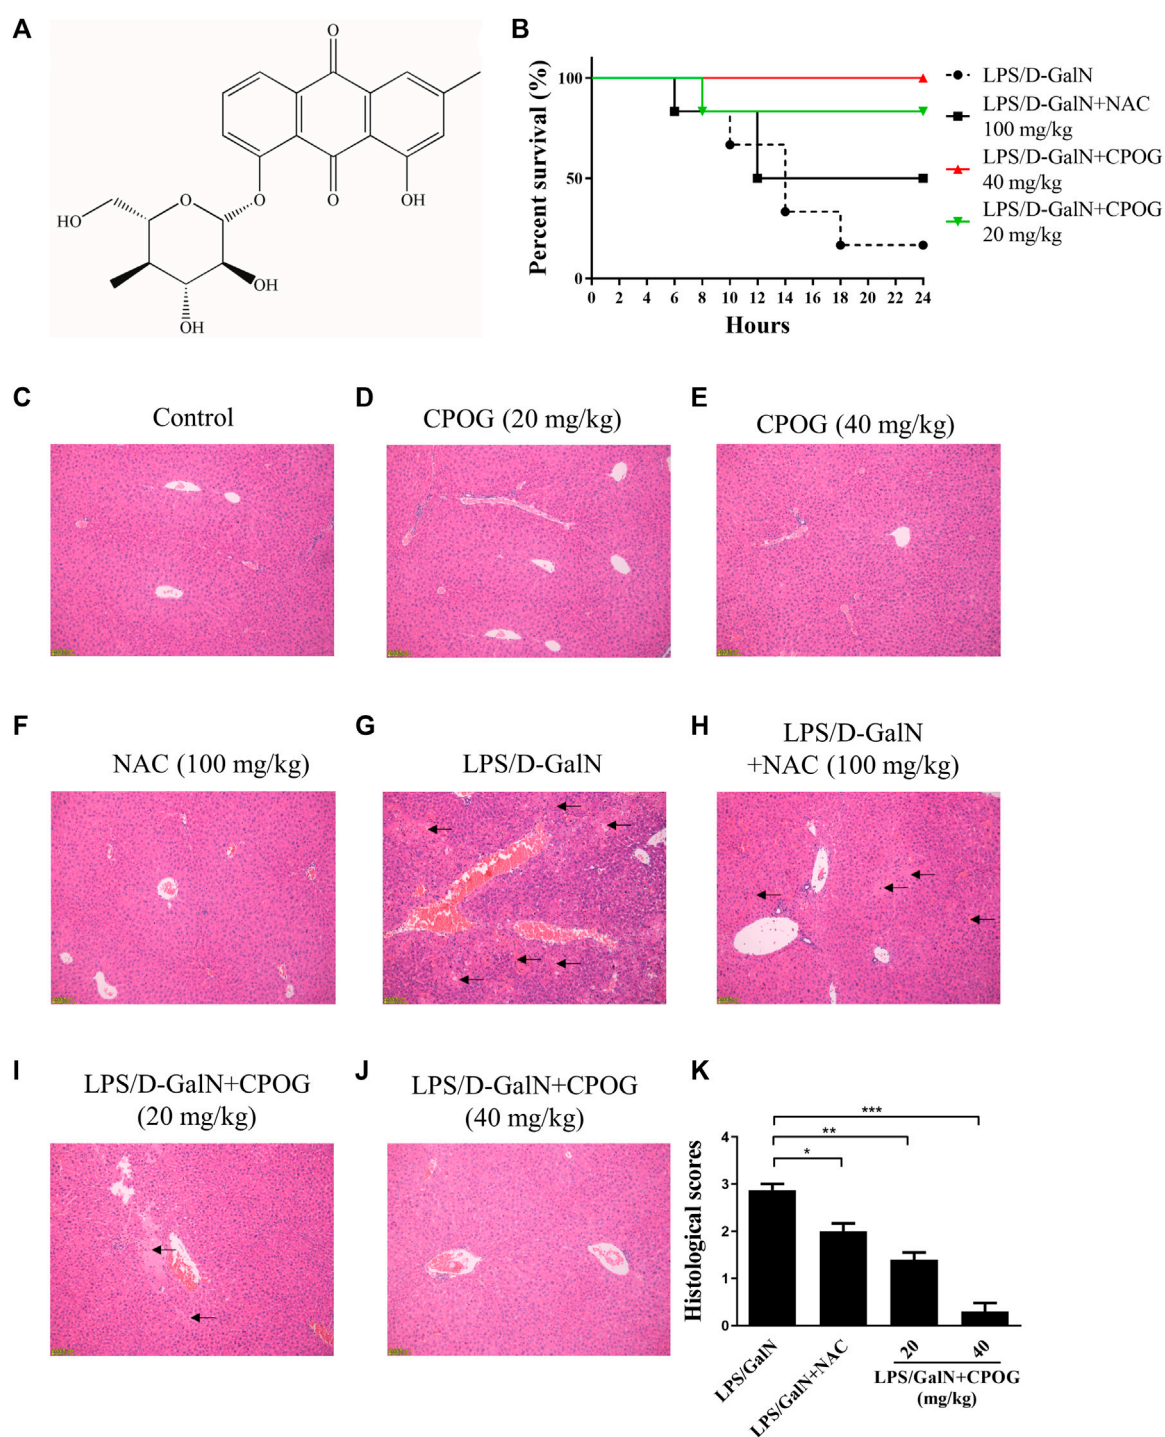 A
O
O
O
OH
O
HO
OH
OH
B
Percent survival (%)
100
50
0
0 2 4 6 8 10 12 14 16 18 20 22 24
Hours
LPS/D-GalN
LPS/D-GalN+NAC
100 mg/kg
LPS/D-GalN+CPOG
40 mg/kg
LPS/D-GalN+CPOG
20 mg/kg
C
Control
D
CPOG (20 mg/kg)
E
CPOG (40 mg/kg)
F
NAC (100 mg/kg)
G
LPS/D-GalN
H
LPS/D-GalN
+NAC (100 mg/kg)
I
LPS/D-GalN+CPOG
(20 mg/kg)
J
LPS/D-GalN+CPOG
(40 mg/kg)
K
Histological scores
4
3
2
1
0
***
**
*
LPS/GalN
LPS/GalN+NAC
20
40
LPS/GalN+CPOG
(mg/kg)